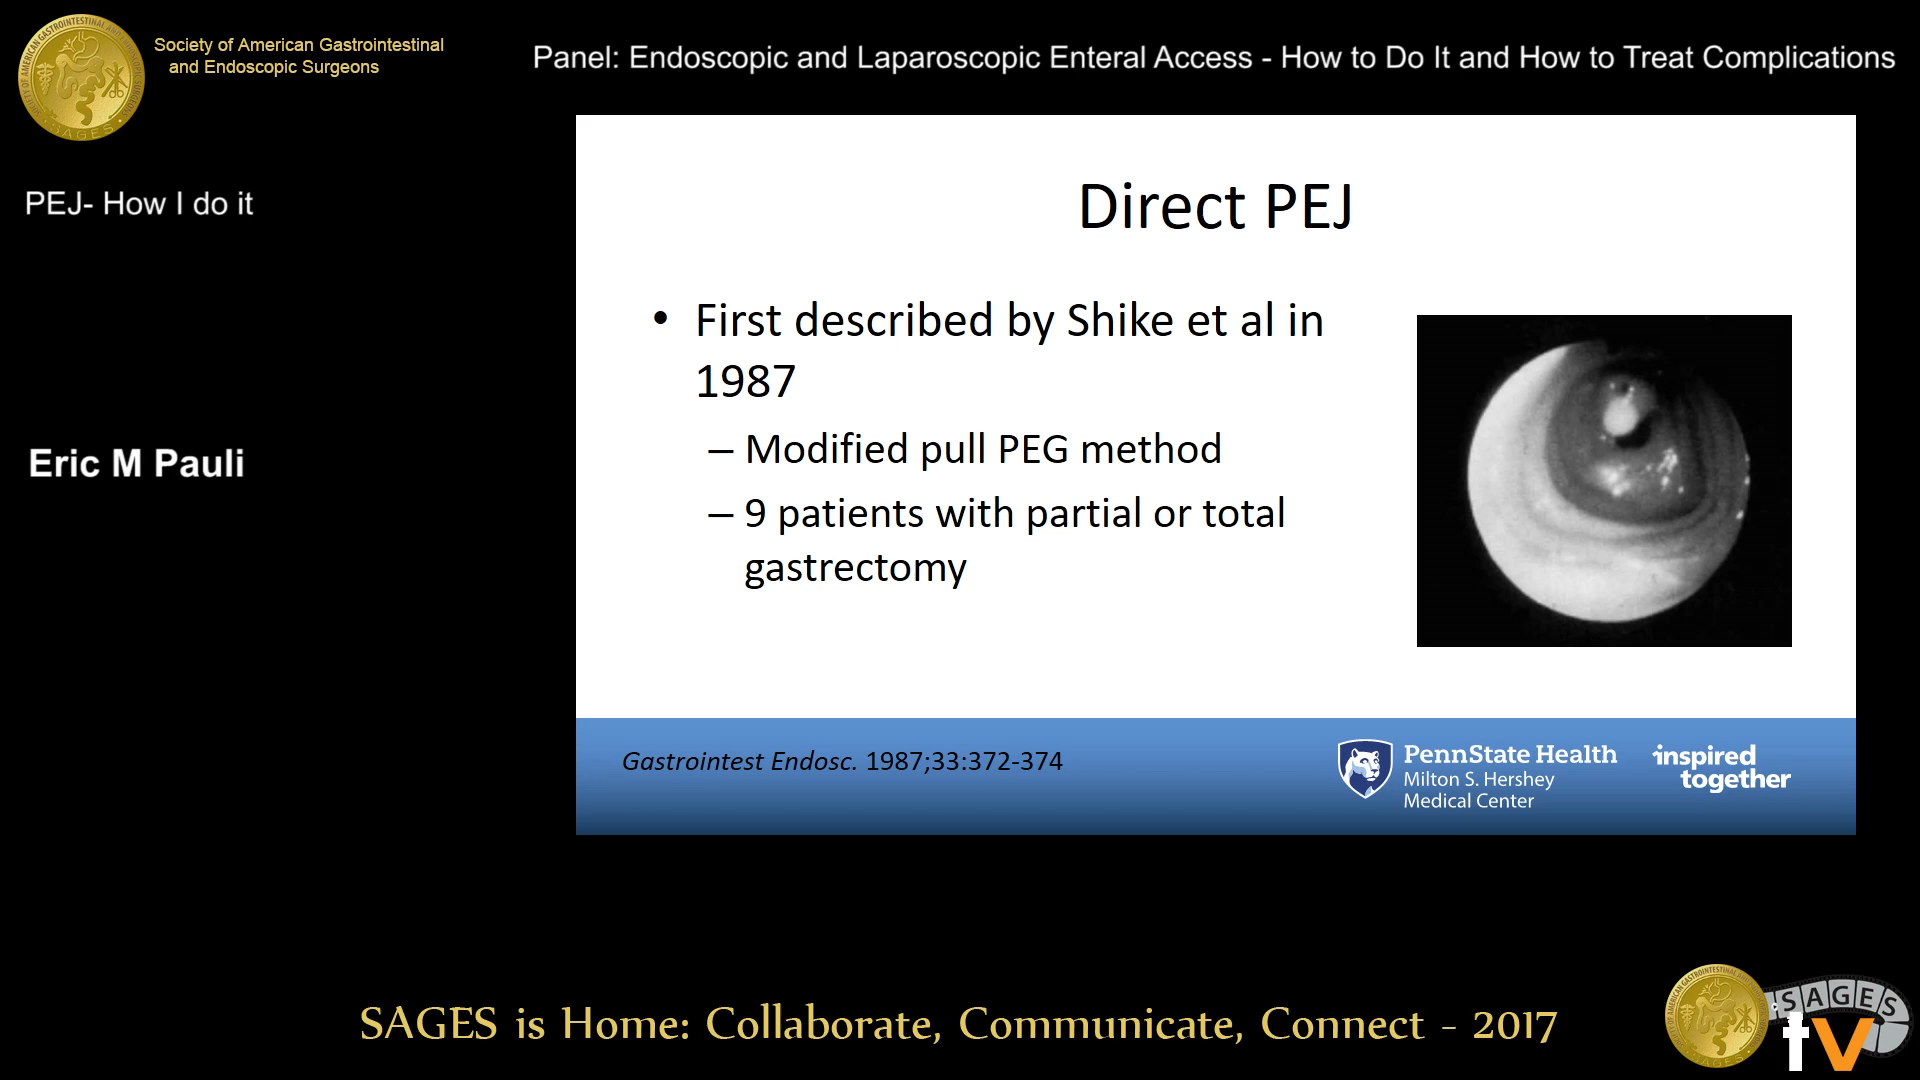 Society of American Gastrointestinal
and Endoscopic Surgeons
Panel: Endoscopic and Laparoscopic Enteral Access - How to Do It and How to Treat Complications
PEJ- How I do it
Eric M Pauli
Direct PEJ
• First described by Shike et al in
1987
– Modified pull PEG method
– 9 patients with partial or total
gastrectomy
Gastrointest Endosc. 1987;33:372-374
PennState Health
Milton S. Hershey
Medical Center
inspired
together
SAGES is Home: Collaborate, Communicate, Connect - 2017
SAGES
tv